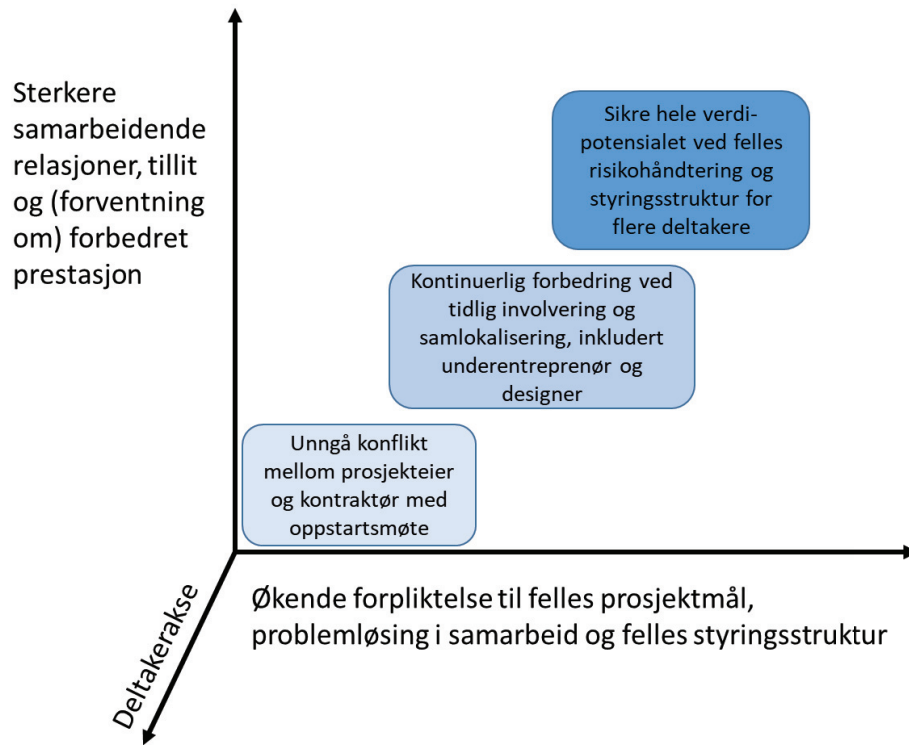 Sterkere
samarbeidende
relasjoner, tillit
og (forventning
om) forbedret
prestasjon
Sikre hele verdi-
potensialet ved felles
risikohåndtering og
styringsstruktur for
flere deltakere
Kontinuerlig forbedring ved
tidlig involvering og
samlokalisering, inkludert
underentreprenør og
designer
Unngå konflikt
mellom prosjekteier
og kontraktør med
oppstartsmøte
Økende forpliktelse til felles prosjektmål,
problemløsing i samarbeid og felles styringsstruktur
Deltakerakse